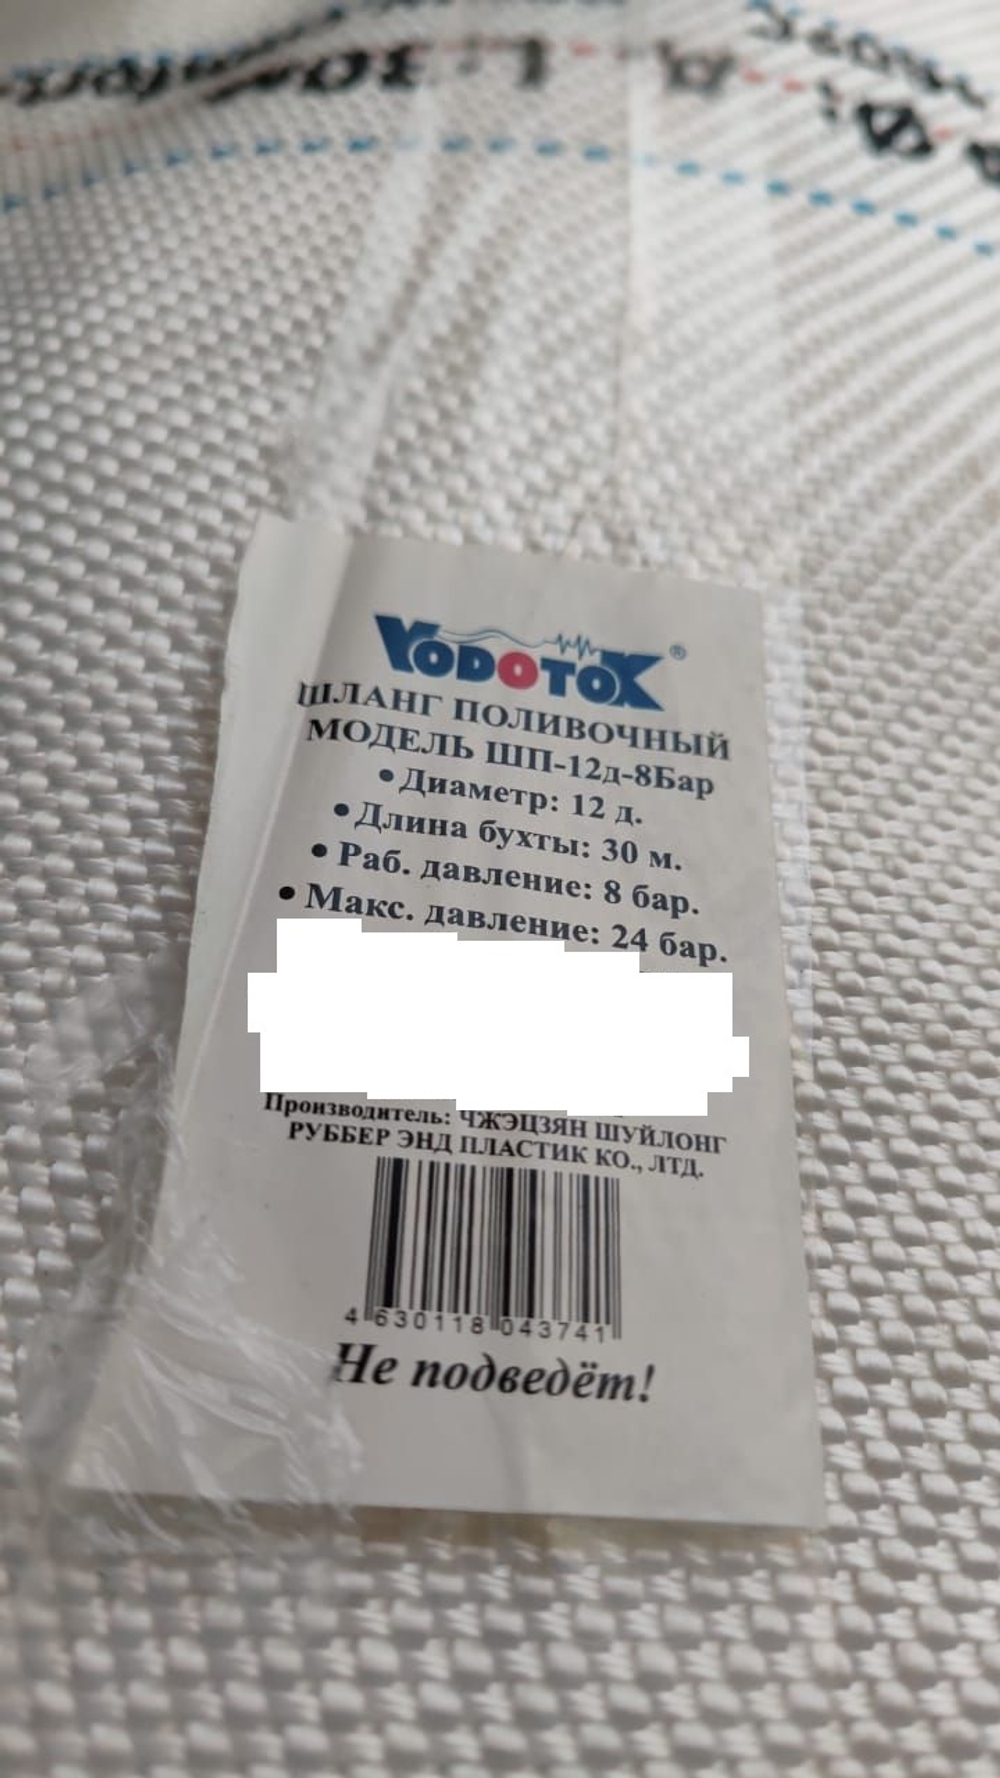 VODOTOK®
ШЛАНГ ПОЛИВОЧНЫЙ
МОДЕЛЬ ШП-12д-8Бар
• Диаметр: 12 д.
• Длина бухты: 30 м.
• Раб. давление: 8 бар.
• Макс. давление: 24 бар.
Производитель: ЧЖЭЦЗЯН ШУЙЛОНГ
РУББЕР ЭНД ПЛАСТИК КО., ЛТД.
4 630118 043741
Не подведёт!